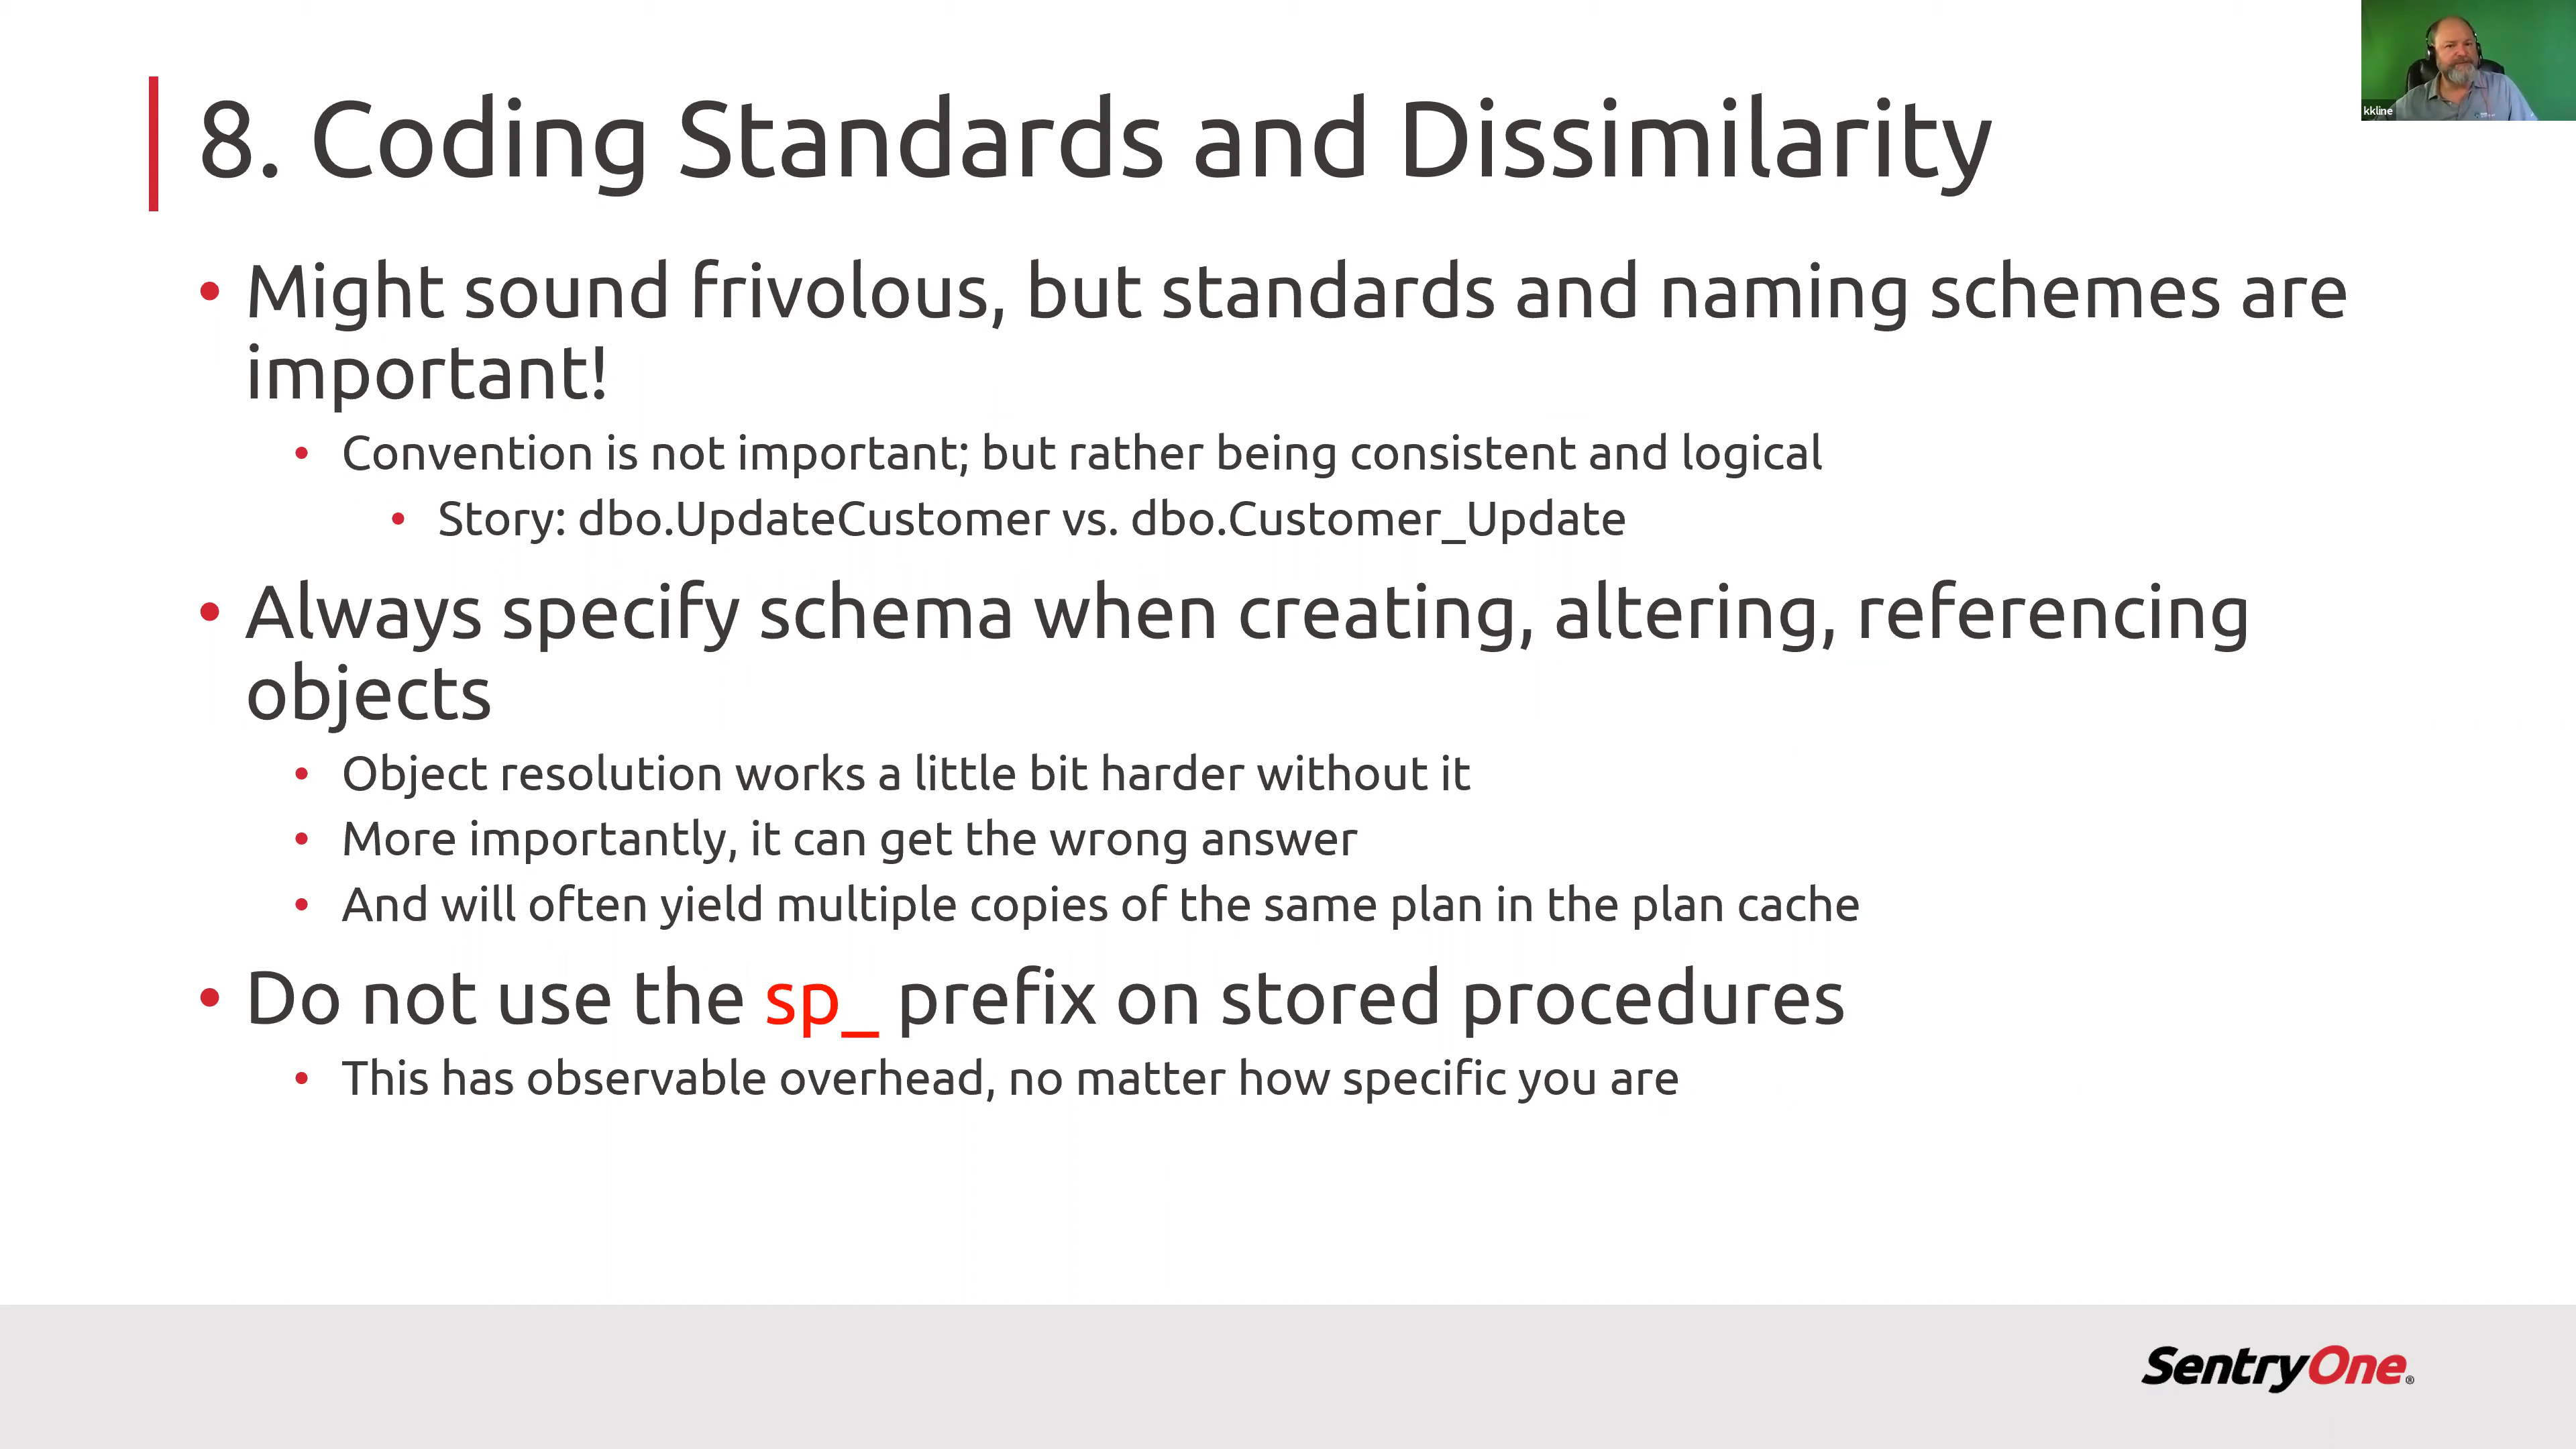 8. Coding Standards and Dissimilarity
kkline
• Might sound frivolous, but standards and naming schemes are
important!
• Convention is not important; but rather being consistent and logical
• Story: dbo.UpdateCustomer vs. dbo.Customer_Update
• Always specify schema when creating, altering, referencing
objects
• Object resolution works a little bit harder without it
• More importantly, it can get the wrong answer
• And will often yield multiple copies of the same plan in the plan cache
• Do not use the sp_ prefix on stored procedures
• This has observable overhead, no matter how specific you are
SentryOne®